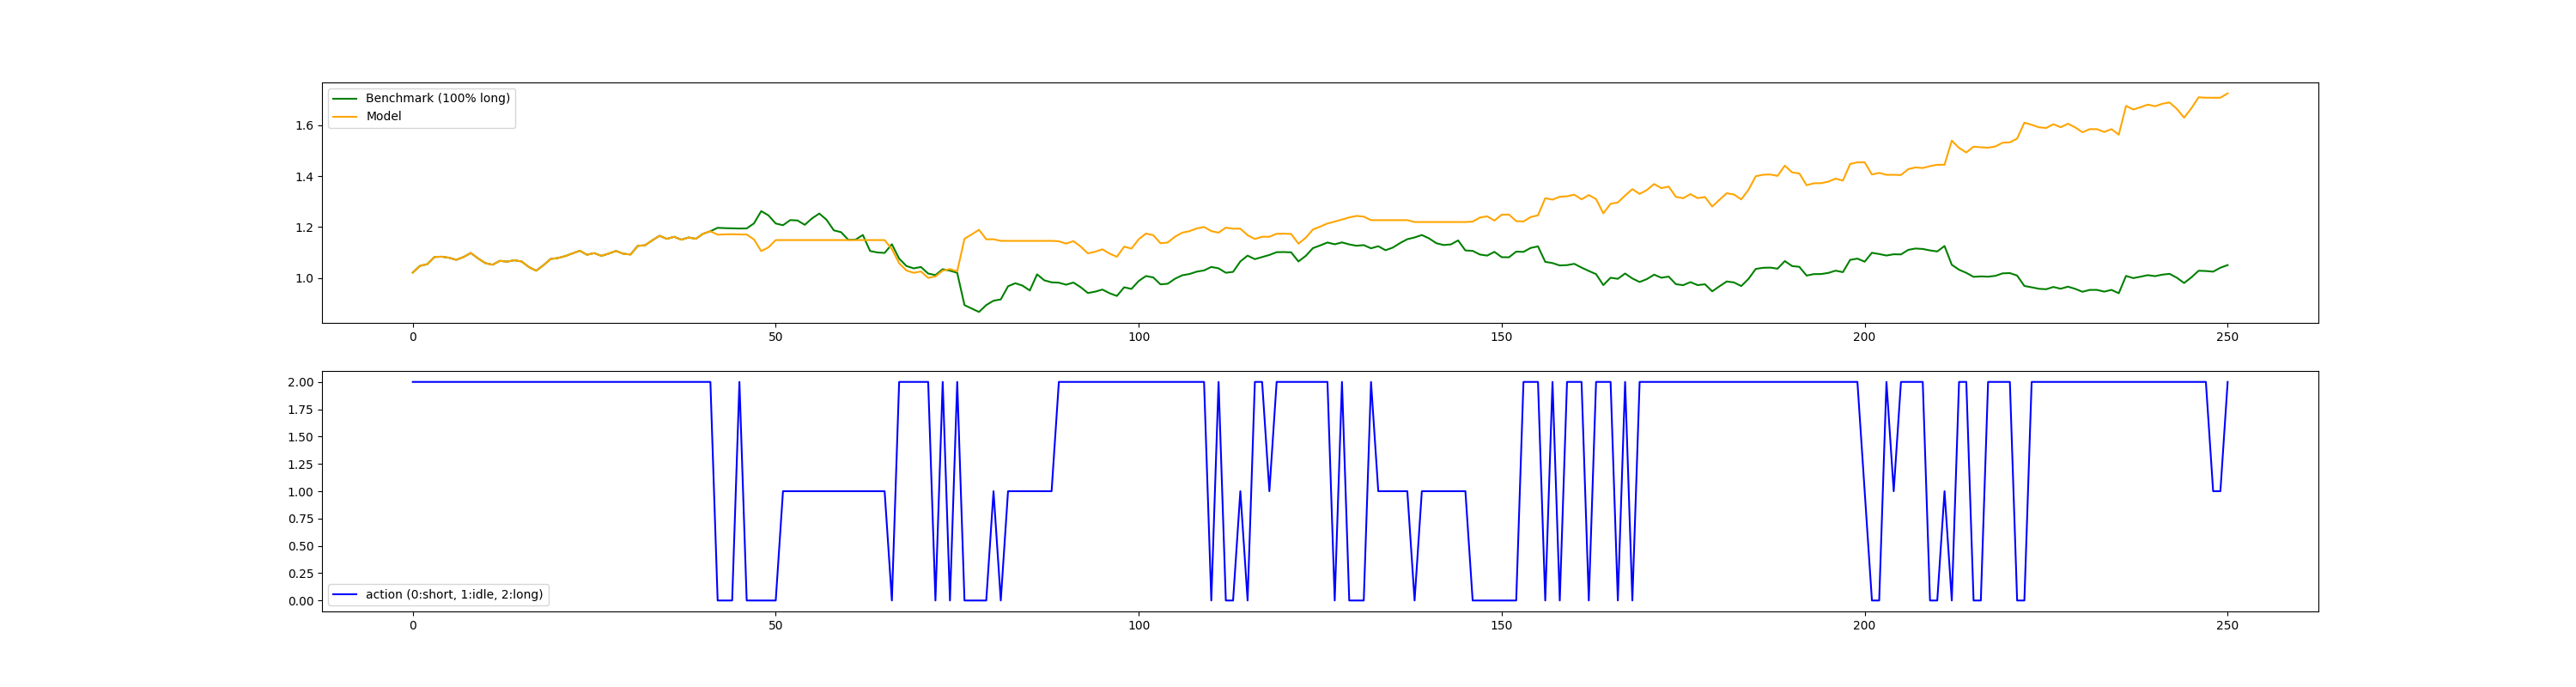 Benchmark (100% long)
Model
1.6
1.4
1.2
1.0
0 50 100 150 200 250
2.00
1.75
1.50
1.25
1.00
0.75
0.50
0.25
0.00
action (0:short, 1:idle, 2:long)
0 50 100 150 200 250